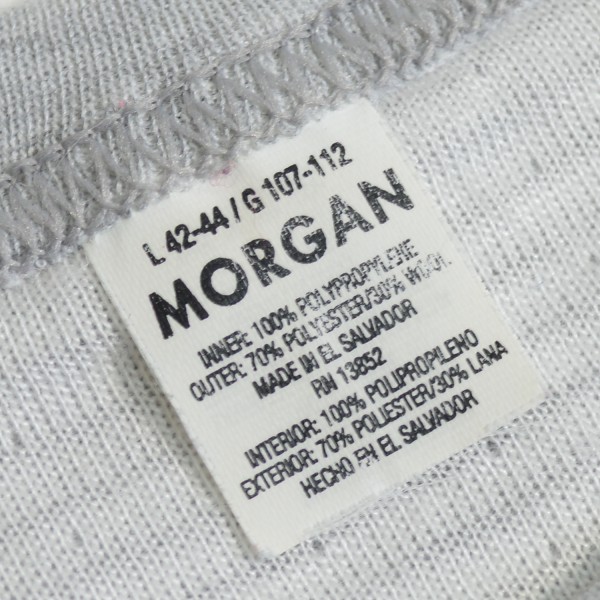 L 42-44 / G 107-112
MORGAN
INNER: 100% POLYPROPYLENE
OUTER: 70% POLYESTER/30% WOOL
MADE IN EL SALVADOR
RN 13852
INTERIOR: 100% POLIPROPILENO
EXTERIOR: 70% POLIESTER/30% LANA
HECHO EN EL SALVADOR